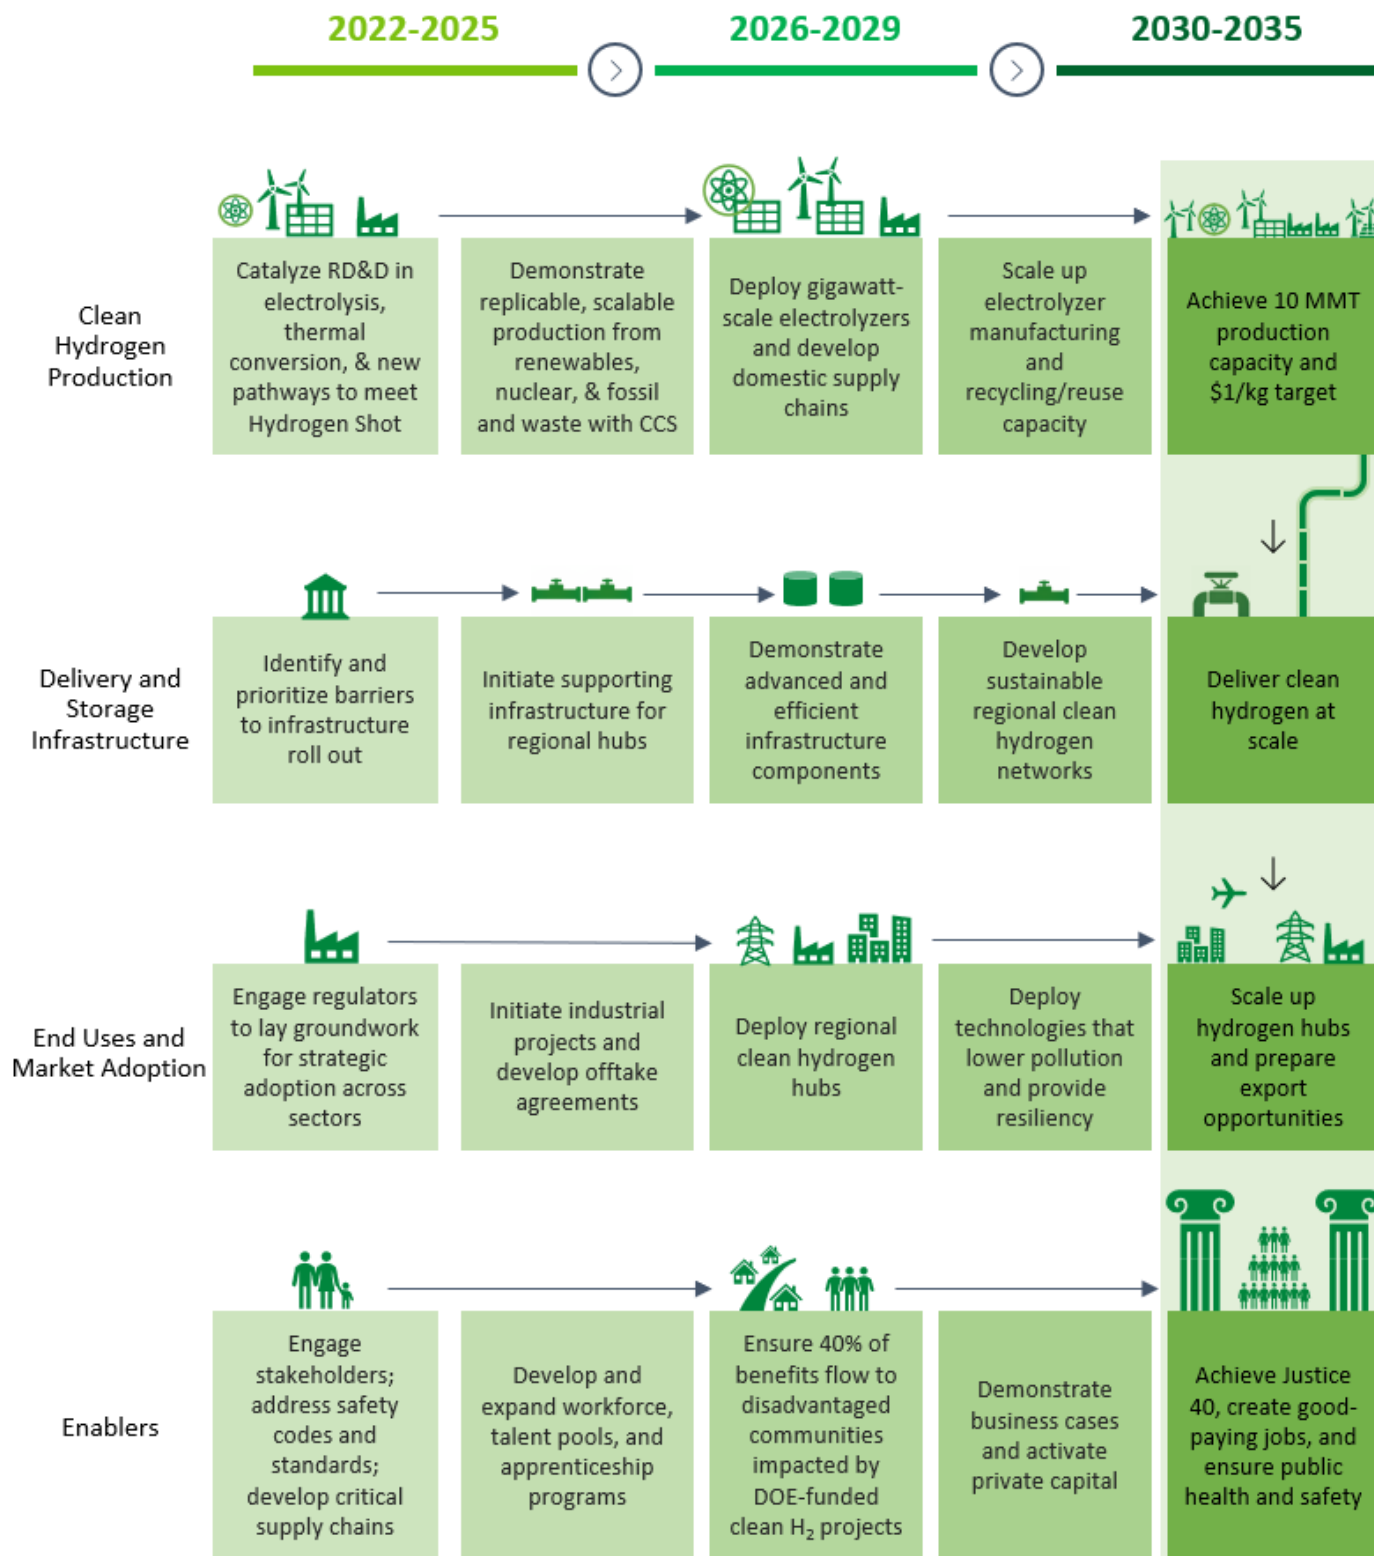 2022-2025
2026-2029
2030-2035
Clean
Hydrogen
Production
Catalyze RD&D in
electrolysis,
thermal
conversion, & new
pathways to meet
Hydrogen Shot
Demonstrate
replicable, scalable
production from
renewables,
nuclear, & fossil
and waste with CCS
Deploy gigawatt-
scale electrolyzers
and develop
domestic supply
chains
Scale up
electrolyzer
manufacturing
and
recycling/reuse
capacity
Achieve 10 MMT
production
capacity and
$1/kg target
Delivery and
Storage
Infrastructure
Identify and
prioritize barriers
to infrastructure
roll out
Initiate supporting
infrastructure for
regional hubs
Demonstrate
advanced and
efficient
infrastructure
components
Develop
sustainable
regional clean
hydrogen
networks
Deliver clean
hydrogen at
scale
End Uses and
Market Adoption
Engage regulators
to lay groundwork
for strategic
adoption across
sectors
Initiate industrial
projects and
develop offtake
agreements
Deploy regional
clean hydrogen
hubs
Deploy
technologies that
lower pollution
and provide
resiliency
Scale up
hydrogen hubs
and prepare
export
opportunities
Enablers
Engage
stakeholders;
address safety
codes and
standards;
develop critical
supply chains
Develop and
expand workforce,
talent pools, and
apprenticeship
programs
Ensure 40% of
benefits flow to
disadvantaged
communities
impacted by
DOE-funded
clean H₂ projects
Demonstrate
business cases
and activate
private capital
Achieve Justice
40, create good-
paying jobs, and
ensure public
health and safety